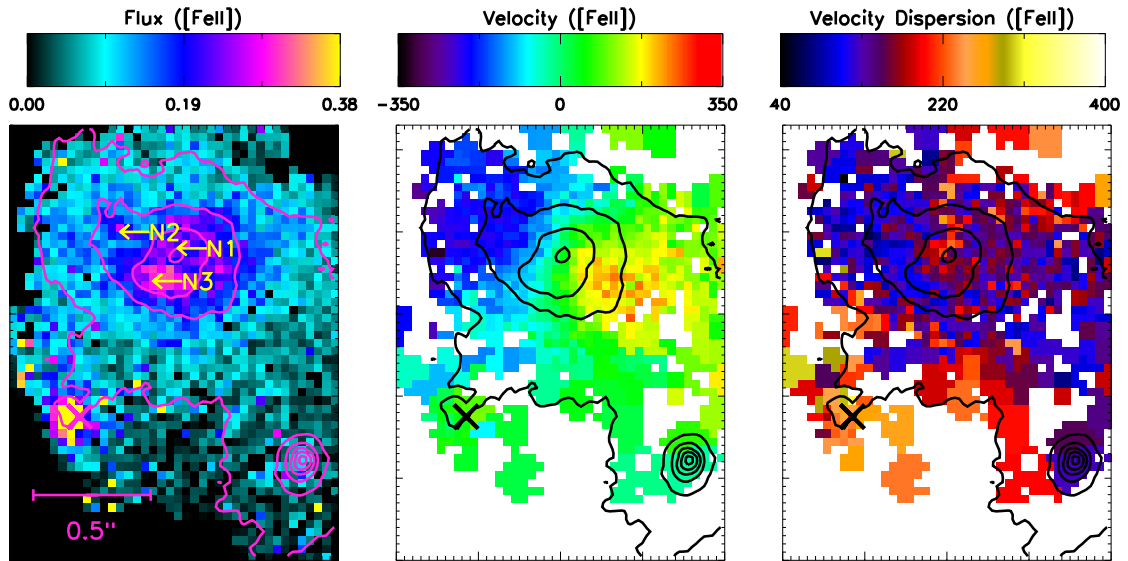 Flux ([FeII])
Velocity ([FeII])
Velocity Dispersion ([FeII])
0.00 0.19 0.38
−350 0 350
40 220 400
N2
N1
N3
0.5"